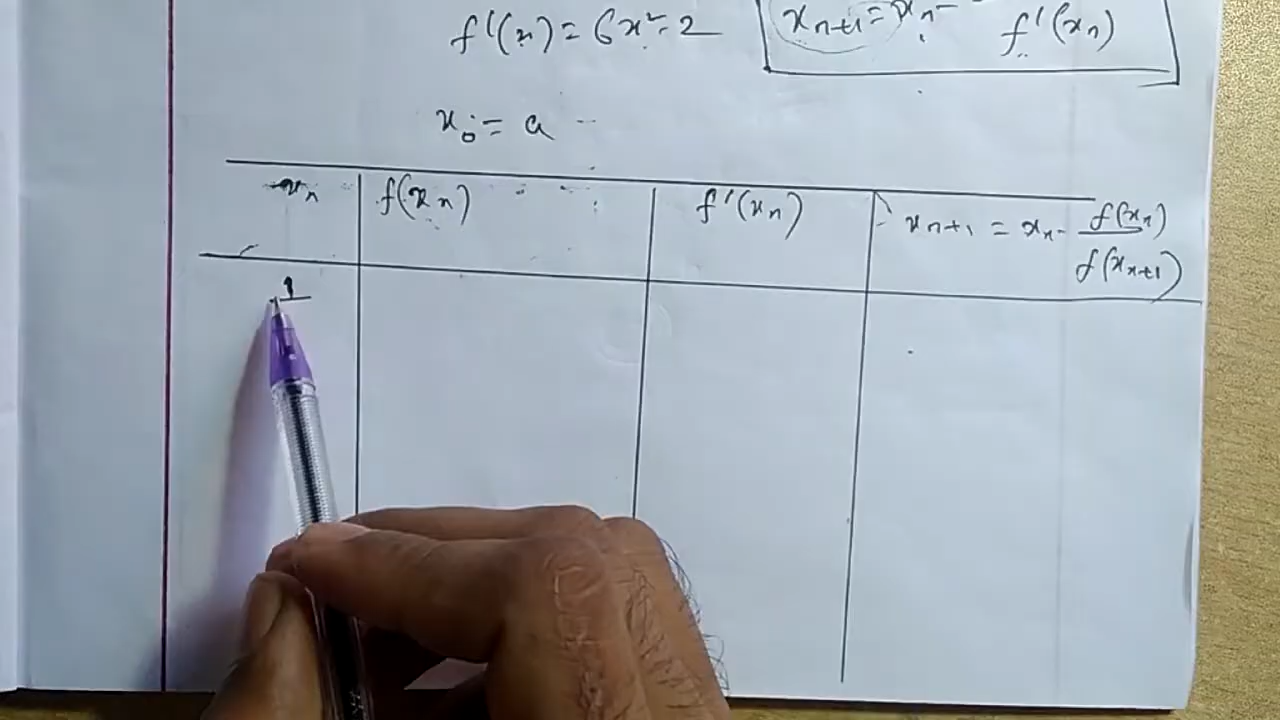 f'(x) = 6x² - 2
xₙ₊₁ = xₙ -
f'(xₙ)
x₀ = a
xₙ f(xₙ) f'(xₙ) xₙ₊₁ = xₙ - f(xₙ)
f(xₙ₊₁)
1